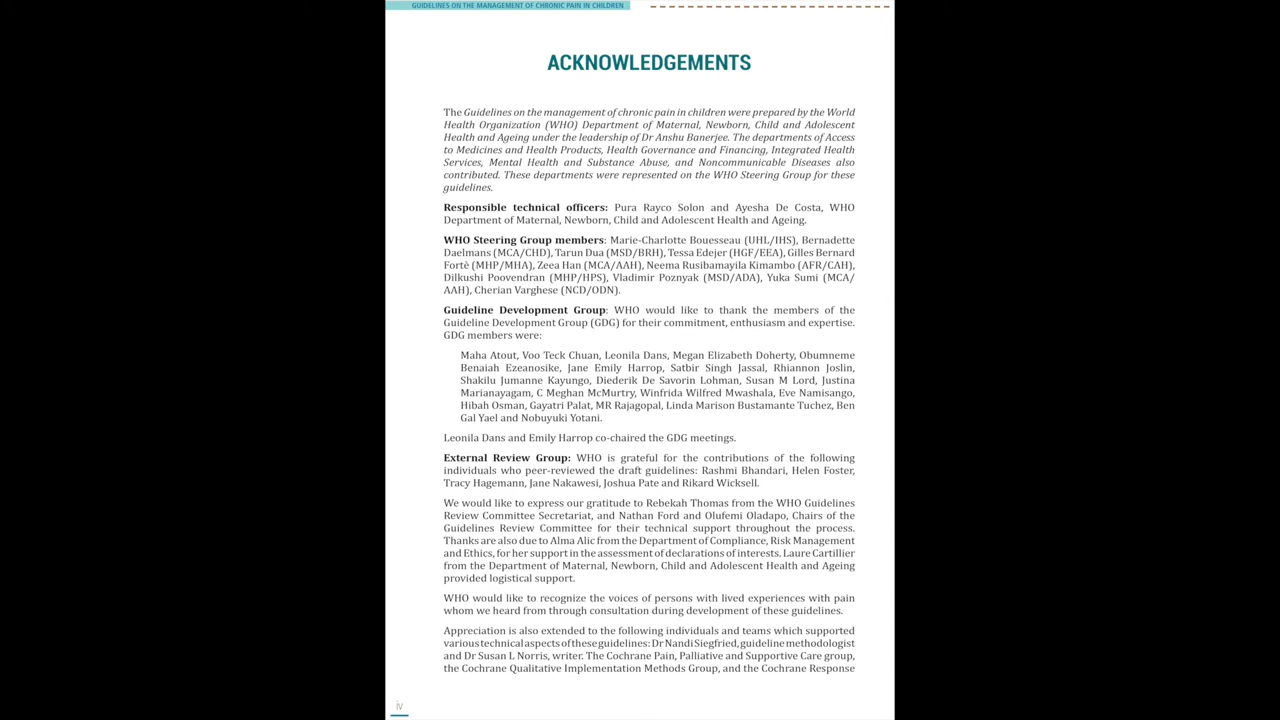 GUIDELINES ON THE MANAGEMENT OF CHRONIC PAIN IN CHILDREN
ACKNOWLEDGEMENTS
The Guidelines on the management of chronic pain in children were prepared by the World
Health Organization (WHO) Department of Maternal, Newborn, Child and Adolescent
Health and Ageing under the leadership of Dr Anshu Banerjee. The departments of Access
to Medicines and Health Products, Health Governance and Financing, Integrated Health
Services, Mental Health and Substance Abuse, and Noncommunicable Diseases also
contributed. These departments were represented on the WHO Steering Group for these
guidelines.
Responsible technical officers: Pura Rayco Solon and Ayesha De Costa, WHO
Department of Maternal, Newborn, Child and Adolescent Health and Ageing.
WHO Steering Group members: Marie-Charlotte Bouesseau (UHL/IHS), Bernadette
Daelmans (MCA/CHD), Tarun Dua (MSD/BRH), Tessa Edejer (HGF/EEA), Gilles Bernard
Fortè (MHP/MHA), Zeea Han (MCA/AAH), Neema Rusibamayila Kimambo (AFR/CAH),
Dilkushi Poovendran (MHP/HPS), Vladimir Poznyak (MSD/ADA), Yuka Sumi (MCA/
AAH), Cherian Varghese (NCD/ODN).
Guideline Development Group: WHO would like to thank the members of the
Guideline Development Group (GDG) for their commitment, enthusiasm and expertise.
GDG members were:
Maha Atout, Voo Teck Chuan, Leonila Dans, Megan Elizabeth Doherty, Obumneme
Benaiah Ezeanosike, Jane Emily Harrop, Satbir Singh Jassal, Rhiannon Joslin,
Shakilu Jumanne Kayungo, Diederik De Savorin Lohman, Susan M Lord, Justina
Marianayagam, C Meghan McMurtry, Winfrida Wilfred Mwashala, Eve Namisango,
Hibah Osman, Gayatri Palat, MR Rajagopal, Linda Marison Bustamante Tuchez, Ben
Gal Yael and Nobuyuki Yotani.
Leonila Dans and Emily Harrop co-chaired the GDG meetings.
External Review Group: WHO is grateful for the contributions of the following
individuals who peer-reviewed the draft guidelines: Rashmi Bhandari, Helen Foster,
Tracy Hagemann, Jane Nakawesi, Joshua Pate and Rikard Wicksell.
We would like to express our gratitude to Rebekah Thomas from the WHO Guidelines
Review Committee Secretariat, and Nathan Ford and Olufemi Oladapo, Chairs of the
Guidelines Review Committee for their technical support throughout the process.
Thanks are also due to Alma Alic from the Department of Compliance, Risk Management
and Ethics, for her support in the assessment of declarations of interests. Laure Cartillier
from the Department of Maternal, Newborn, Child and Adolescent Health and Ageing
provided logistical support.
WHO would like to recognize the voices of persons with lived experiences with pain
whom we heard from through consultation during development of these guidelines.
Appreciation is also extended to the following individuals and teams which supported
various technical aspects of these guidelines: Dr Nandi Siegfried, guideline methodologist
and Dr Susan L Norris, writer. The Cochrane Pain, Palliative and Supportive Care group,
the Cochrane Qualitative Implementation Methods Group, and the Cochrane Response
iv